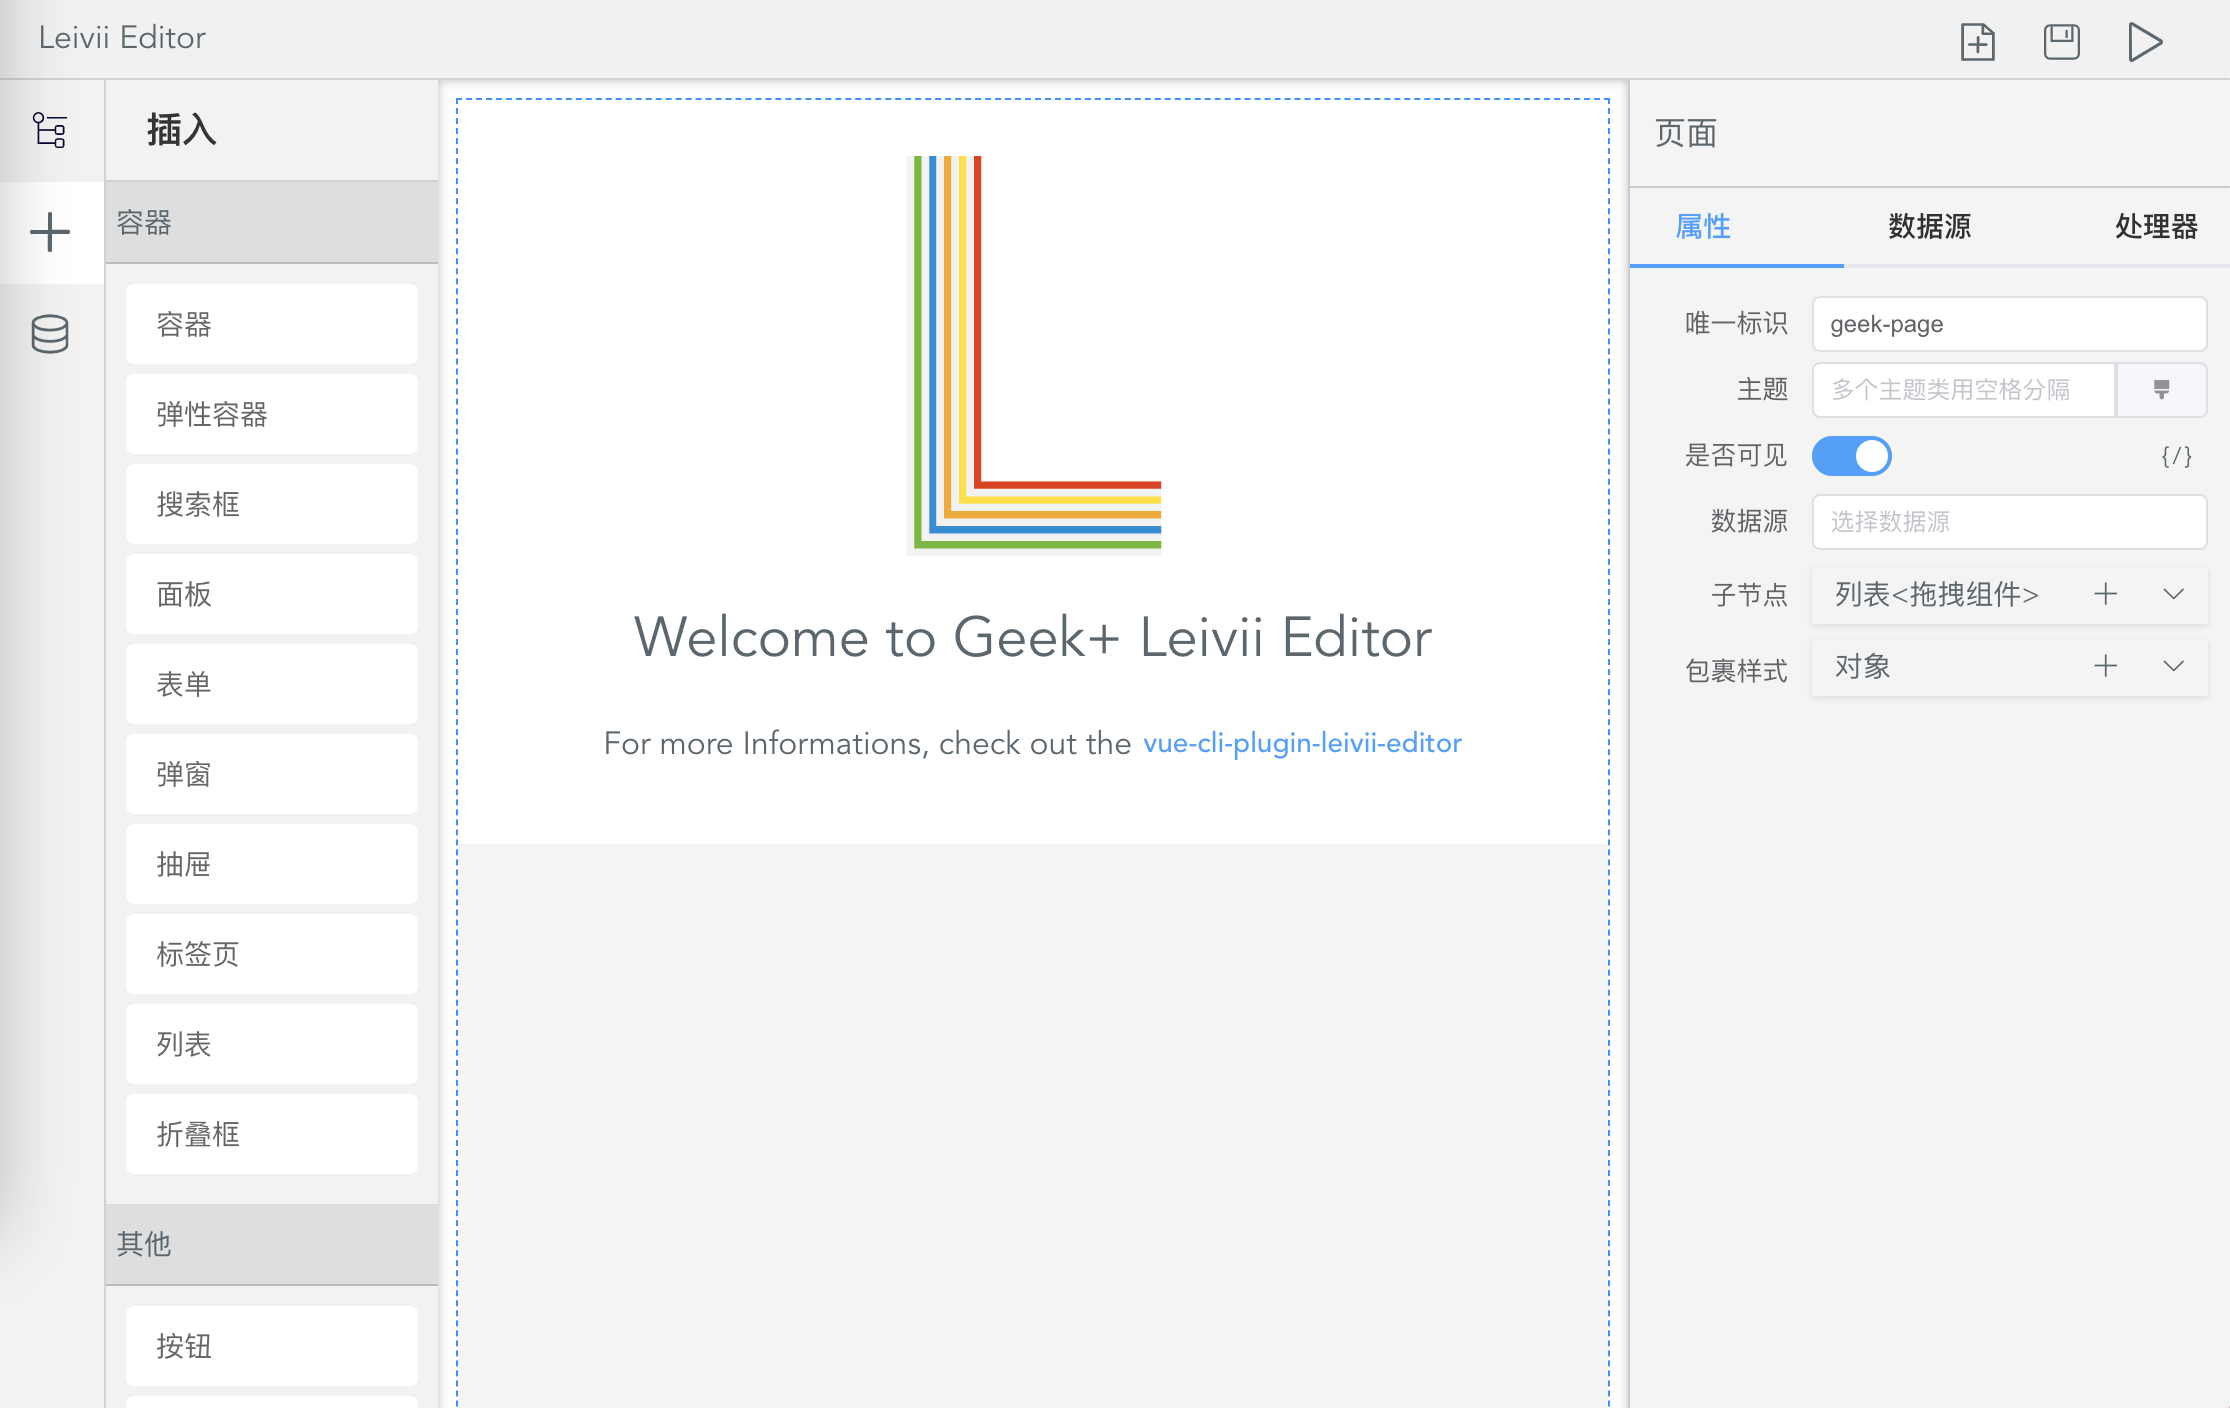 Leivii Editor
插入
容器
容器
弹性容器
搜索框
面板
表单
弹窗
抽屉
标签页
列表
折叠框
其他
按钮
Welcome to Geek+ Leivii Editor
For more Informations, check out the vue-cli-plugin-leivii-editor
页面
属性 数据源 处理器
唯一标识 geek-page
主题 多个主题类用空格分隔
是否可见 {/}
数据源 选择数据源
子节点 列表<拖拽组件>
包裹样式 对象